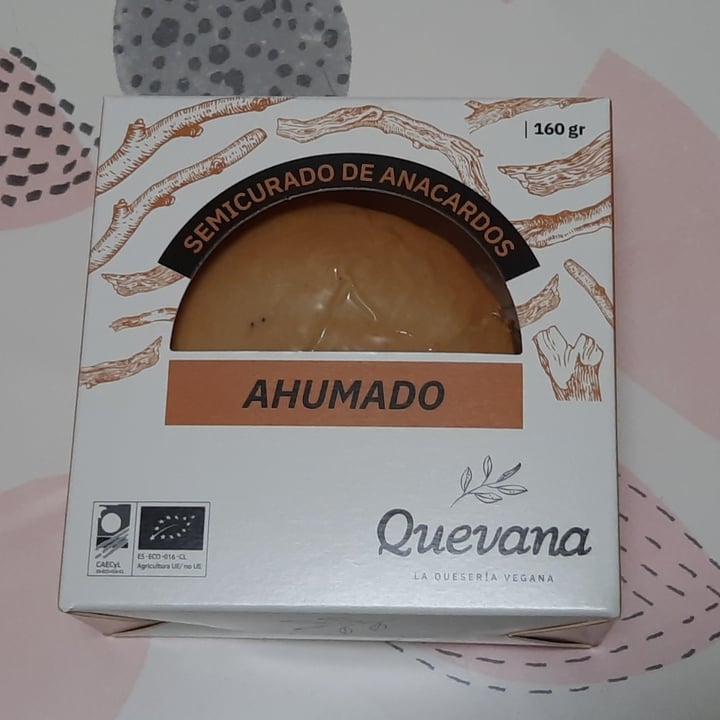 160 gr
SEMICURADO DE ANACARDOS
AHUMADO
Quevana
LA QUESERÍA VEGANA
CAECyL
ES-ECO-016-CL
Agricultura UE/no UE